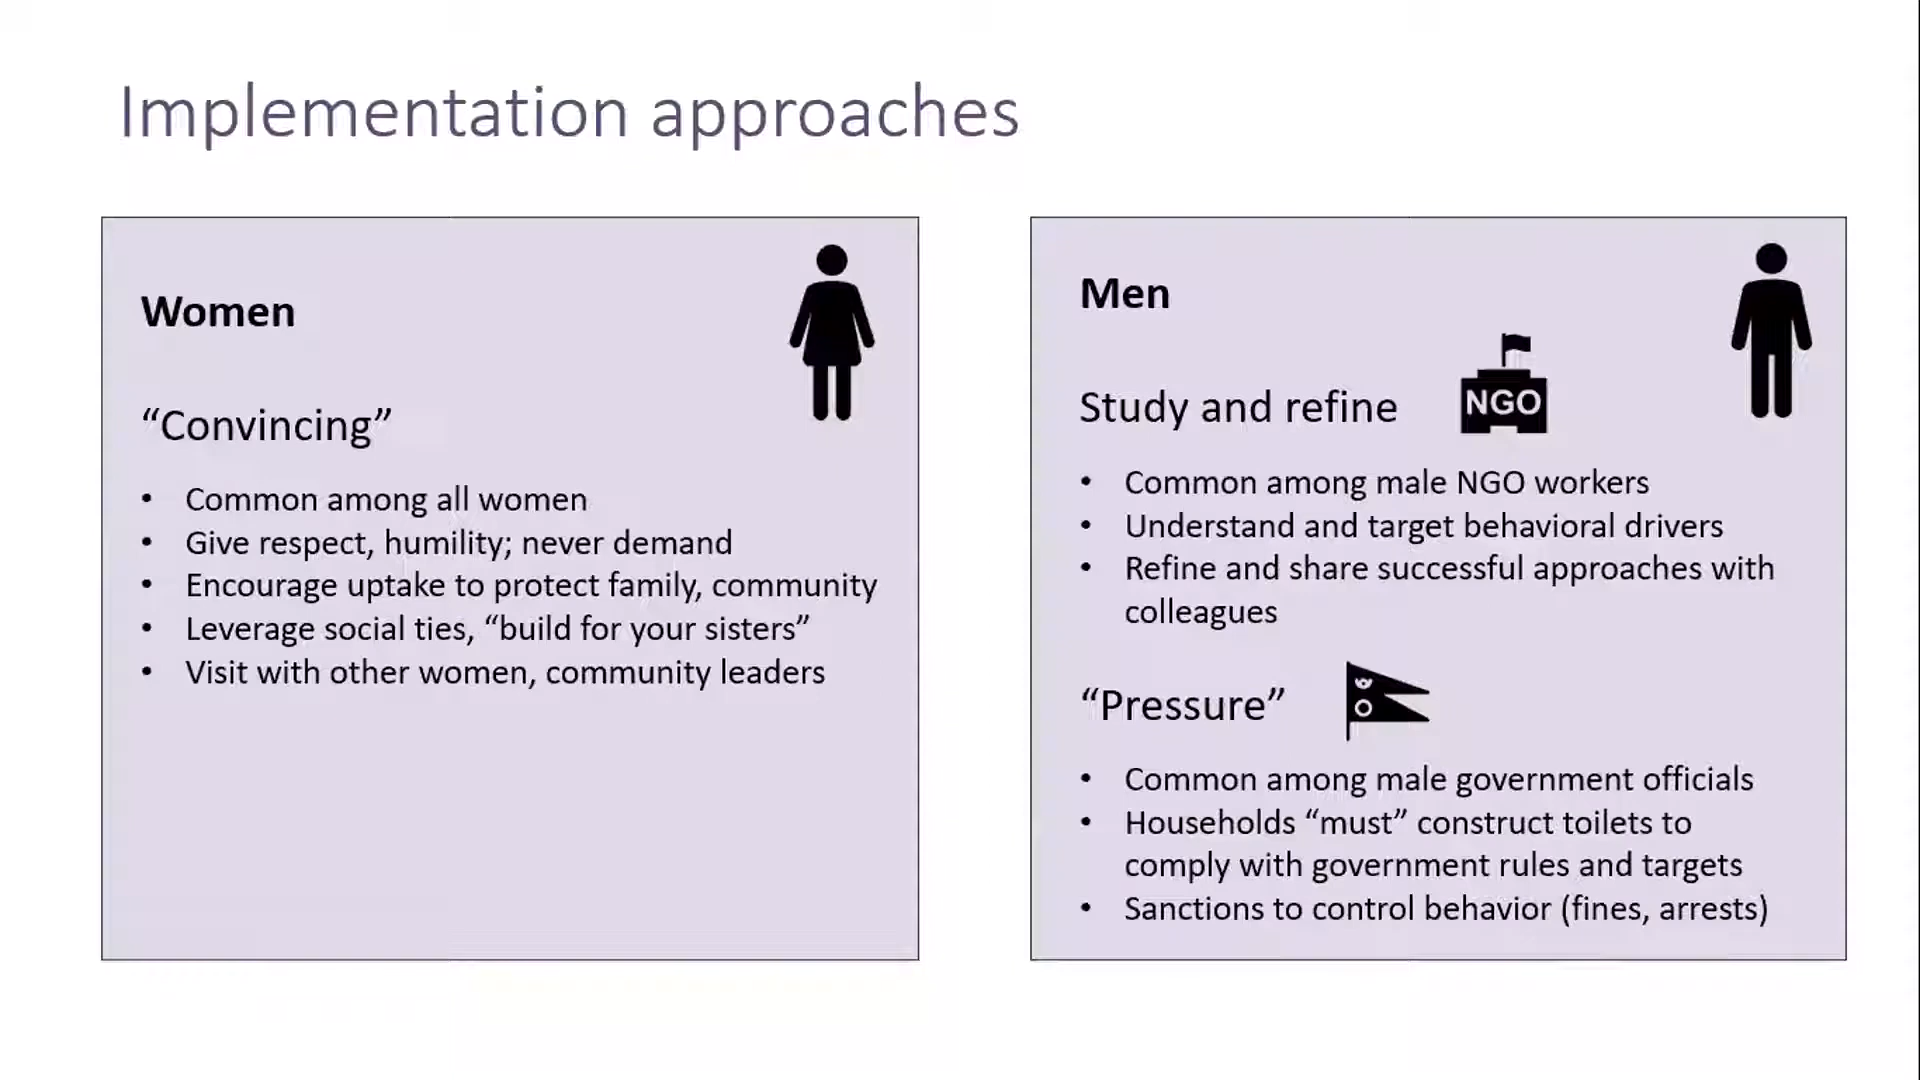 Implementation approaches
Women
“Convincing”
• Common among all women
• Give respect, humility; never demand
• Encourage uptake to protect family, community
• Leverage social ties, “build for your sisters”
• Visit with other women, community leaders
Men
Study and refine
NGO
• Common among male NGO workers
• Understand and target behavioral drivers
• Refine and share successful approaches with
colleagues
“Pressure”
• Common among male government officials
• Households “must” construct toilets to
comply with government rules and targets
• Sanctions to control behavior (fines, arrests)